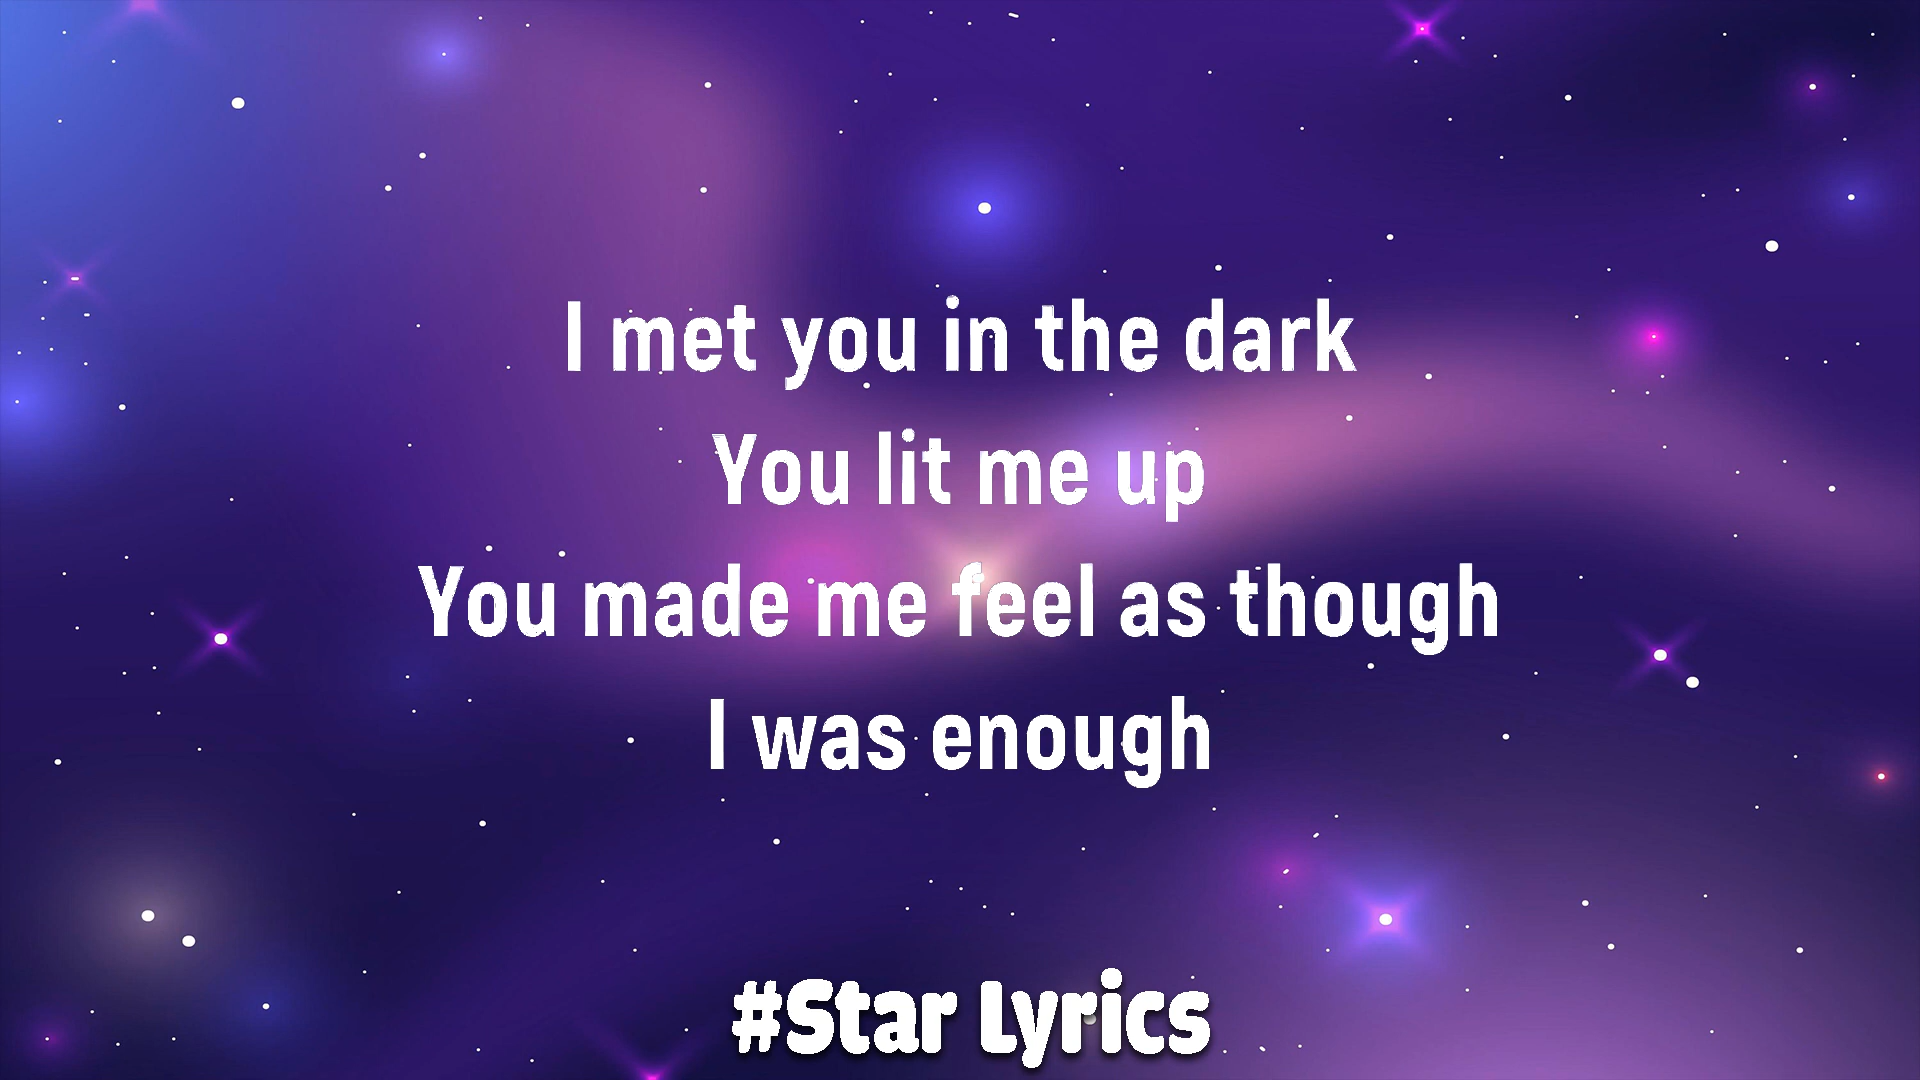 I met you in the dark
You lit me up
You made me feel as though
I was enough
#Star Lyrics